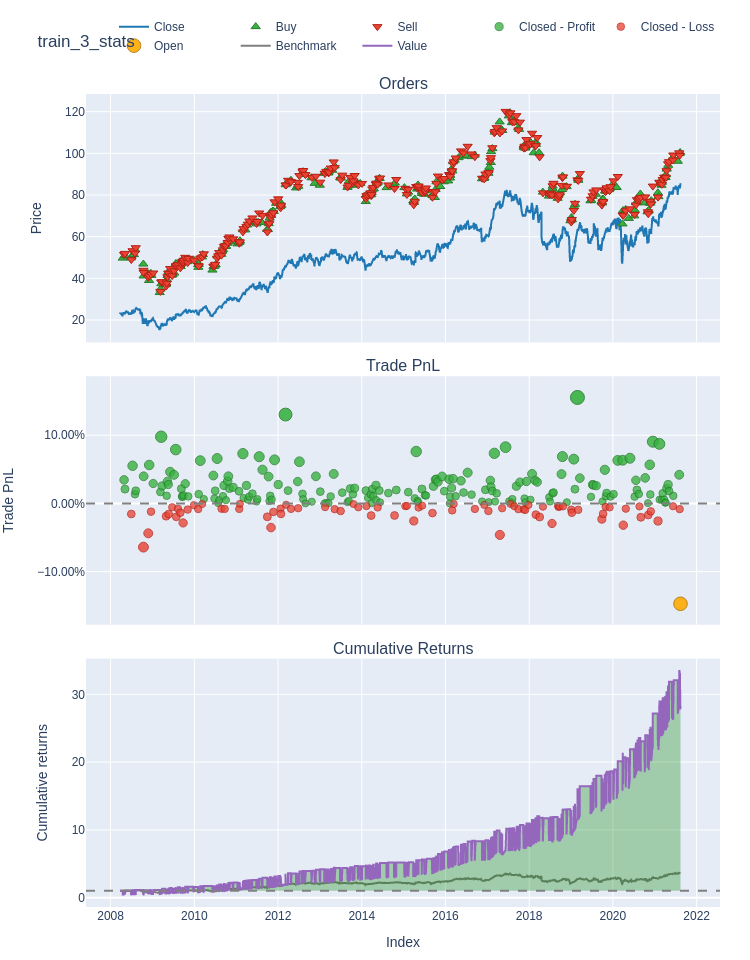 train_3_stats
Close
Buy
Sell
Closed - Profit
Closed - Loss
Open
Benchmark
Value
Orders
Price
120
100
80
60
40
20
Trade PnL
Trade PnL
10.00%
0.00%
−10.00%
Cumulative Returns
Cumulative returns
30
20
10
0
2008
2010
2012
2014
2016
2018
2020
2022
Index